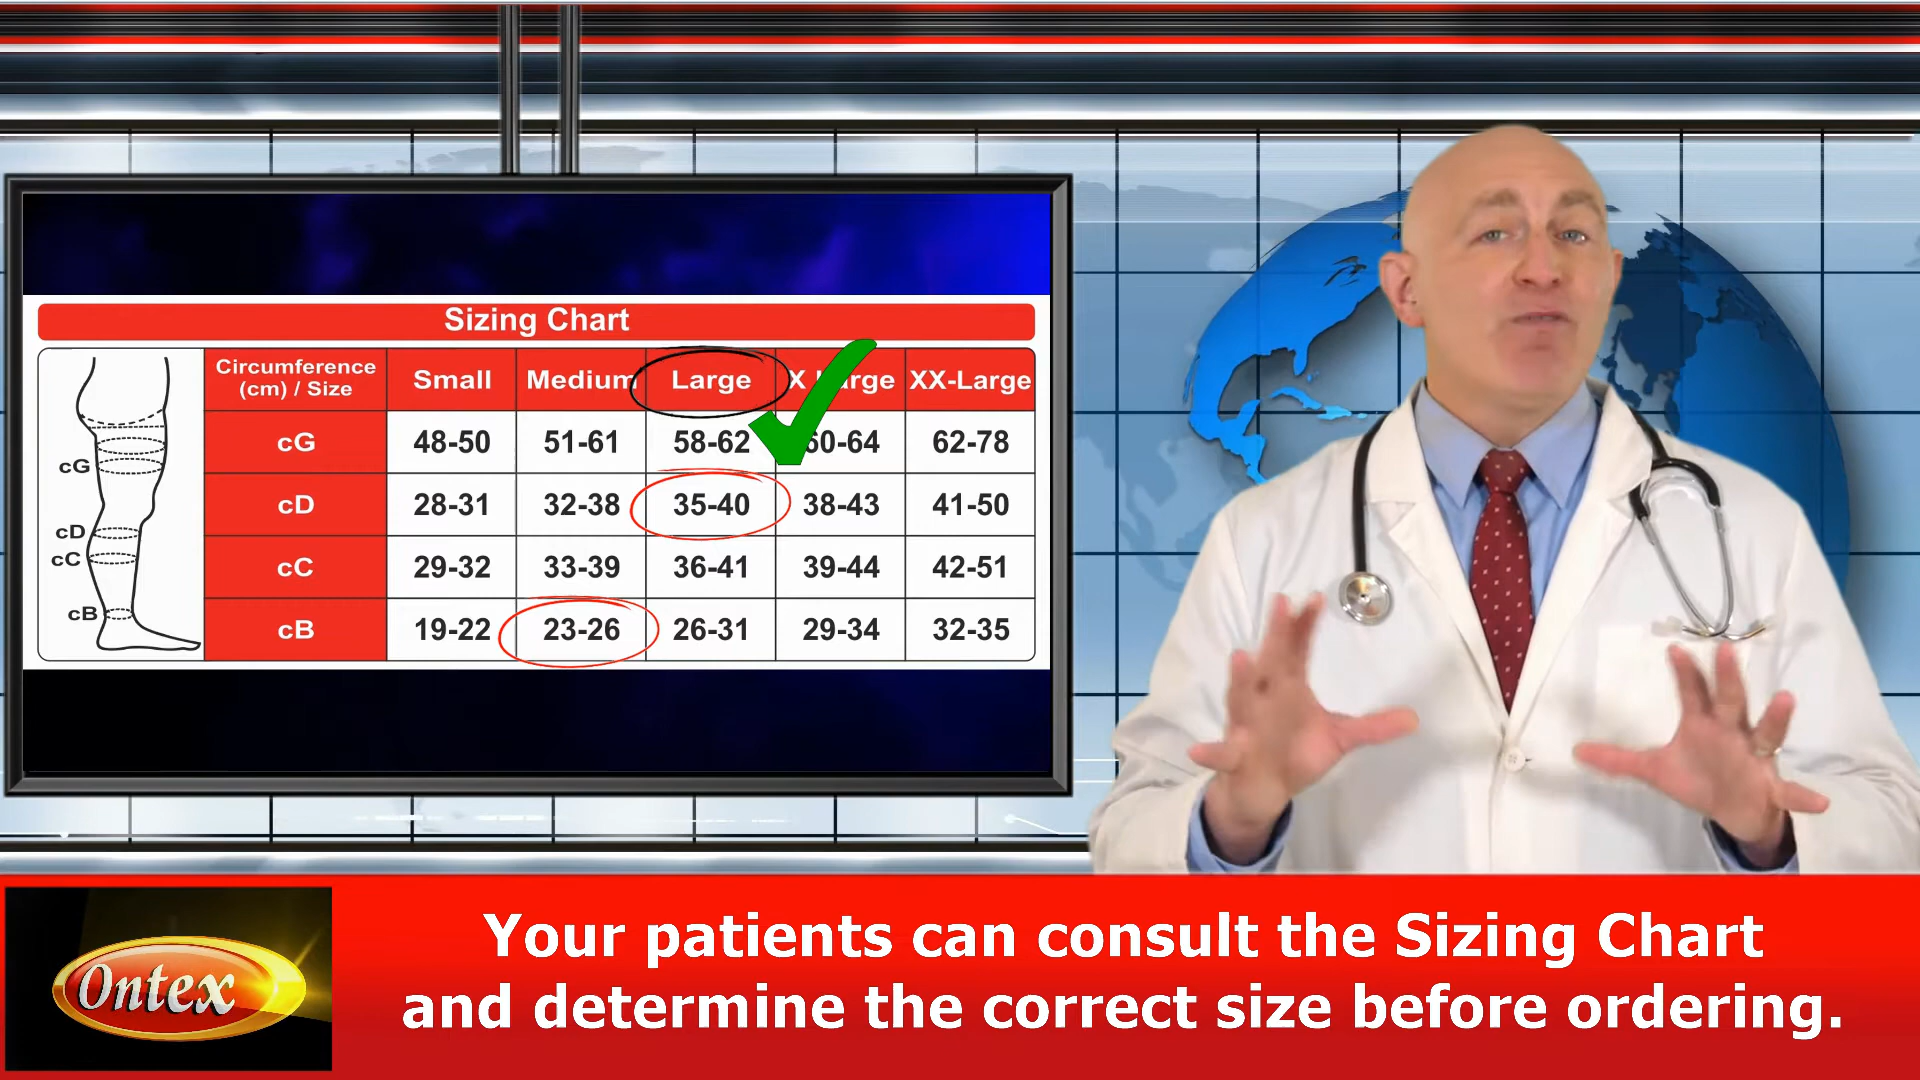 Sizing Chart
Circumference
(cm) / Size
Small
Medium
Large
X Large
XX-Large
cG
48-50
51-61
58-62
60-64
62-78
cD
28-31
32-38
35-40
38-43
41-50
cC
29-32
33-39
36-41
39-44
42-51
cB
19-22
23-26
26-31
29-34
32-35
cG
cD
cC
cB
Ontex
Your patients can consult the Sizing Chart
and determine the correct size before ordering.